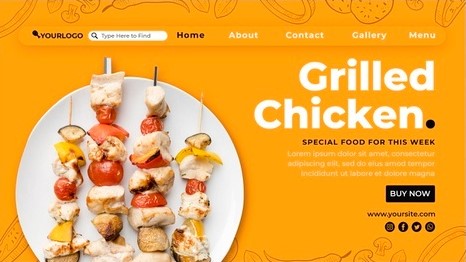 YOURLOGO
Type Here to Find
Home
About
Contact
Gallery
Menu
Grilled
Chicken.
SPECIAL FOOD FOR THIS WEEK
Lorem ipsum dolor sit amet, consectetur
adipiscing elit, sed do eiusmod tempor
incididunt ut labore et dolore magna
BUY NOW
www.yoursite.com